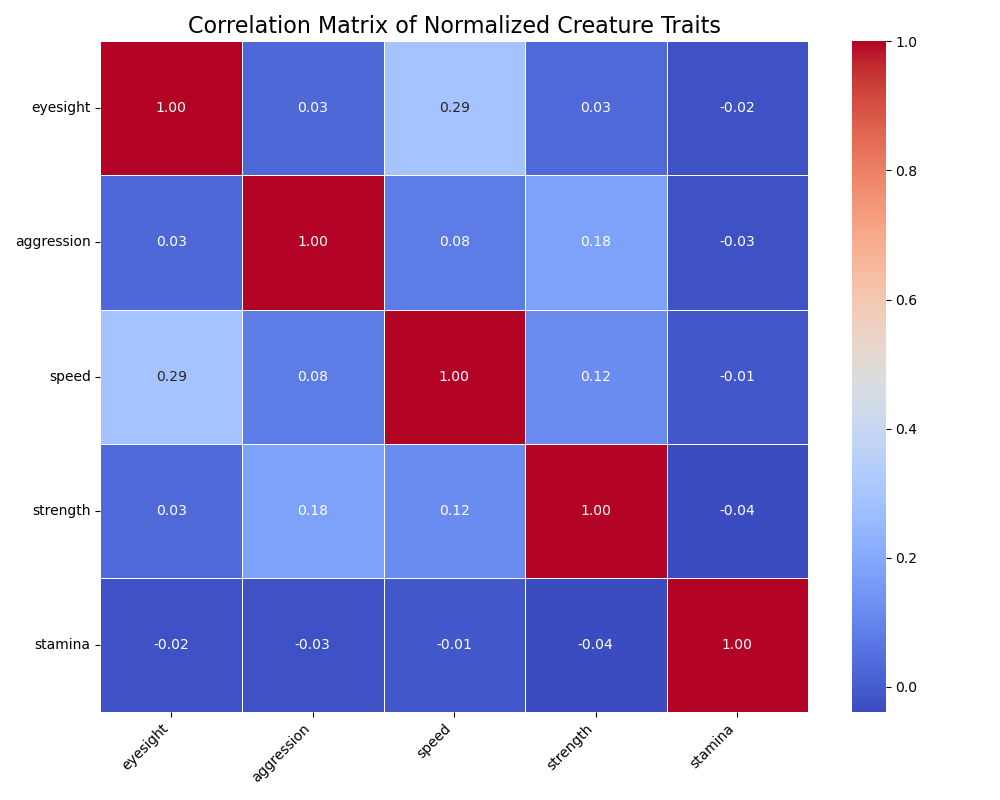 Correlation Matrix of Normalized Creature Traits
eyesight 1.00 0.03 0.29 0.03 -0.02
aggression 0.03 1.00 0.08 0.18 -0.03
speed 0.29 0.08 1.00 0.12 -0.01
strength 0.03 0.18 0.12 1.00 -0.04
stamina -0.02 -0.03 -0.01 -0.04 1.00
eyesight aggression speed strength stamina
1.0
0.8
0.6
0.4
0.2
0.0